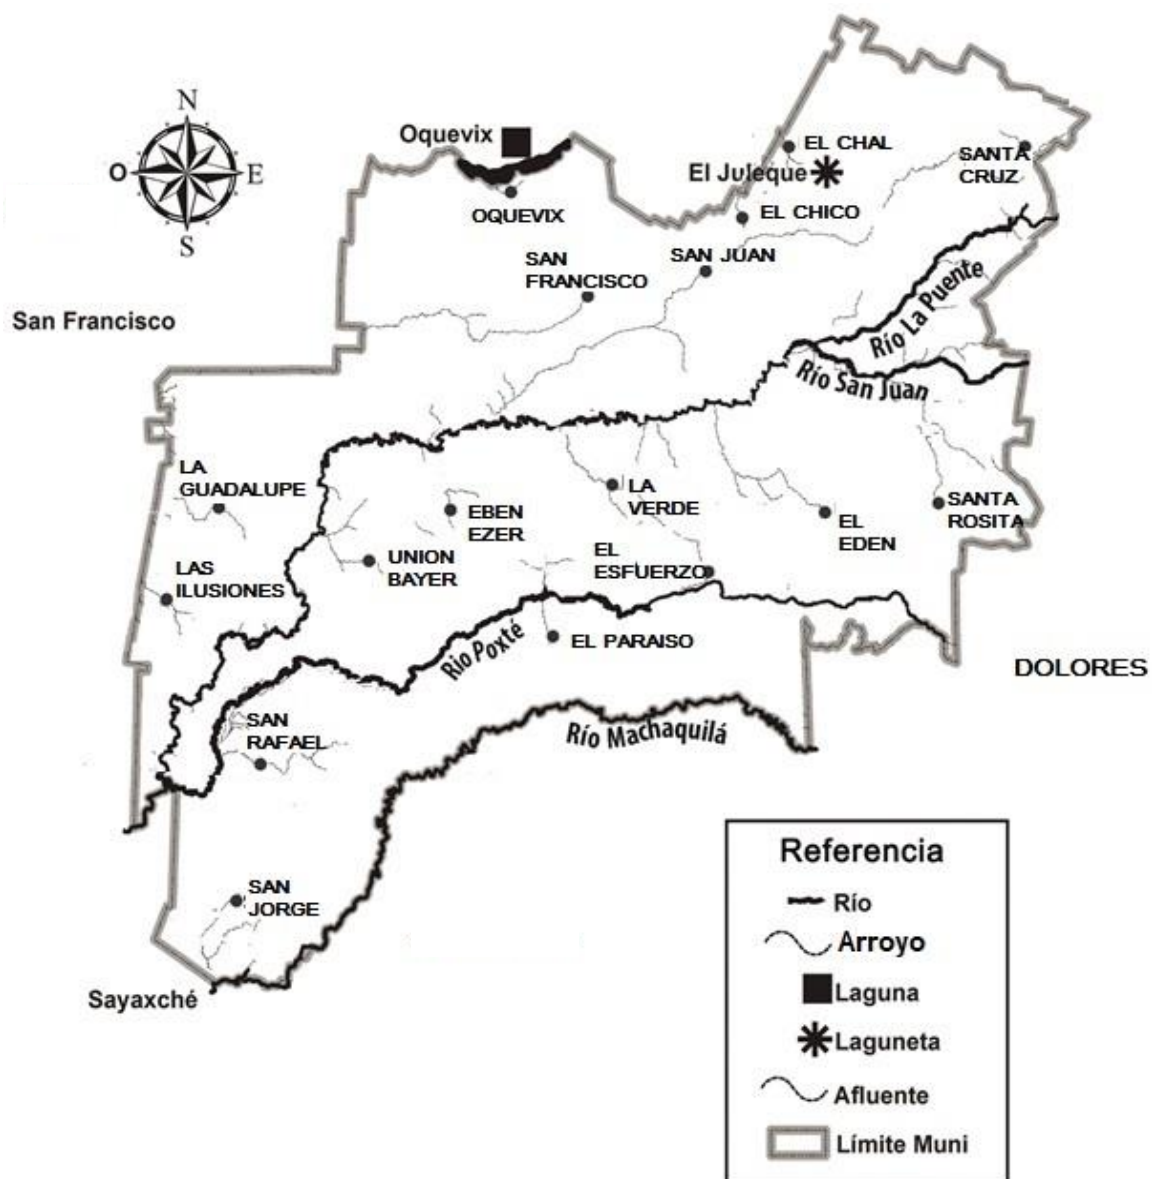 N
O
E
S
Oquevix
OQUEVIX
EL CHAL
El Juleque
SANTA
CRUZ
EL CHICO
SAN
FRANCISCO
SAN JUAN
San Francisco
Río La Puente
Río San Juan
LA
GUADALUPE
EBEN
EZER
LA
VERDE
EL
EDEN
SANTA
ROSITA
UNION
BAYER
EL
ESFUERZO
LAS
ILUSIONES
Rio Poxté
EL PARAISO
DOLORES
SAN
RAFAEL
Río Machaquilá
SAN
JORGE
Sayaxché
Referencia
Río
Arroyo
Laguna
Laguneta
Afluente
Límite Muni